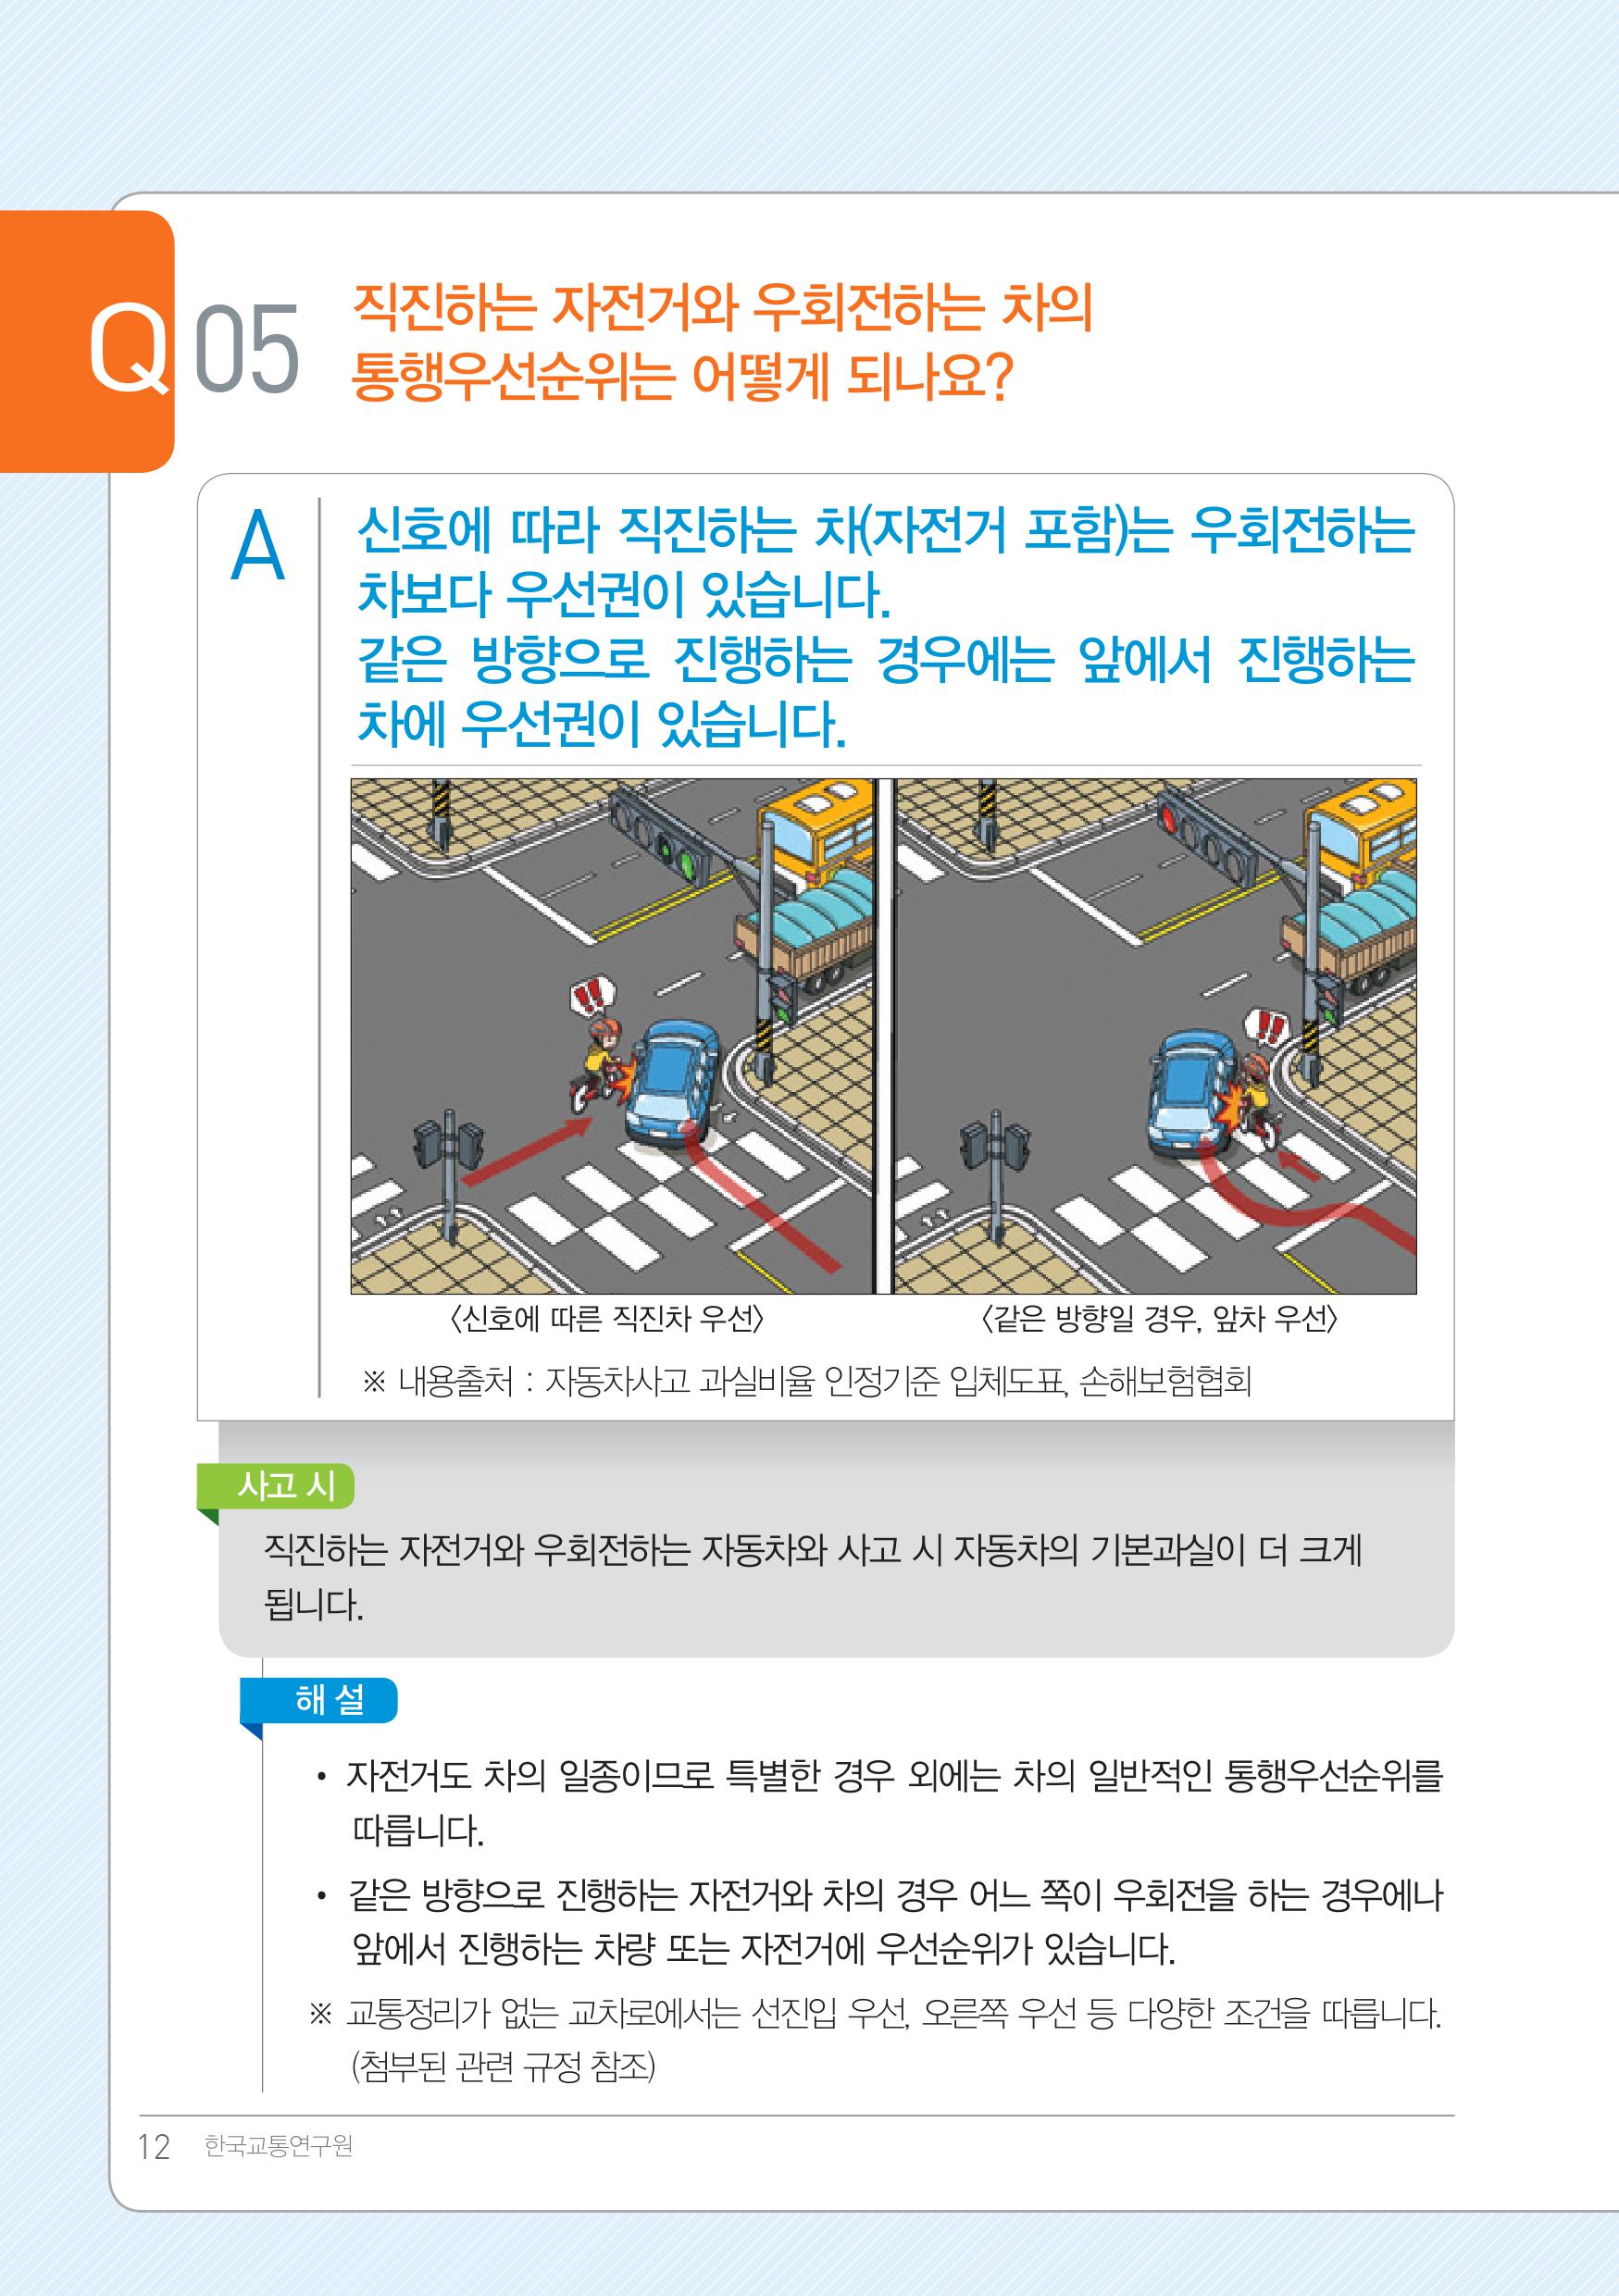 Q 05
직진하는 자전거와 우회전하는 차의
통행우선순위는 어떻게 되나요?
A
신호에 따라 직진하는 차(자전거 포함)는 우회전하는
차보다 우선권이 있습니다.
같은 방향으로 진행하는 경우에는 앞에서 진행하는
차에 우선권이 있습니다.
!!
!!
〈신호에 따른 직진차 우선〉
〈같은 방향일 경우, 앞차 우선〉
※ 내용출처 : 자동차사고 과실비율 인정기준 입체도표, 손해보험협회
사고 시
직진하는 자전거와 우회전하는 자동차와 사고 시 자동차의 기본과실이 더 크게
됩니다.
해 설
• 자전거도 차의 일종이므로 특별한 경우 외에는 차의 일반적인 통행우선순위를
따릅니다.
• 같은 방향으로 진행하는 자전거와 차의 경우 어느 쪽이 우회전을 하는 경우에나
앞에서 진행하는 차량 또는 자전거에 우선순위가 있습니다.
※ 교통정리가 없는 교차로에서는 선진입 우선, 오른쪽 우선 등 다양한 조건을 따릅니다.
(첨부된 관련 규정 참조)
12 한국교통연구원